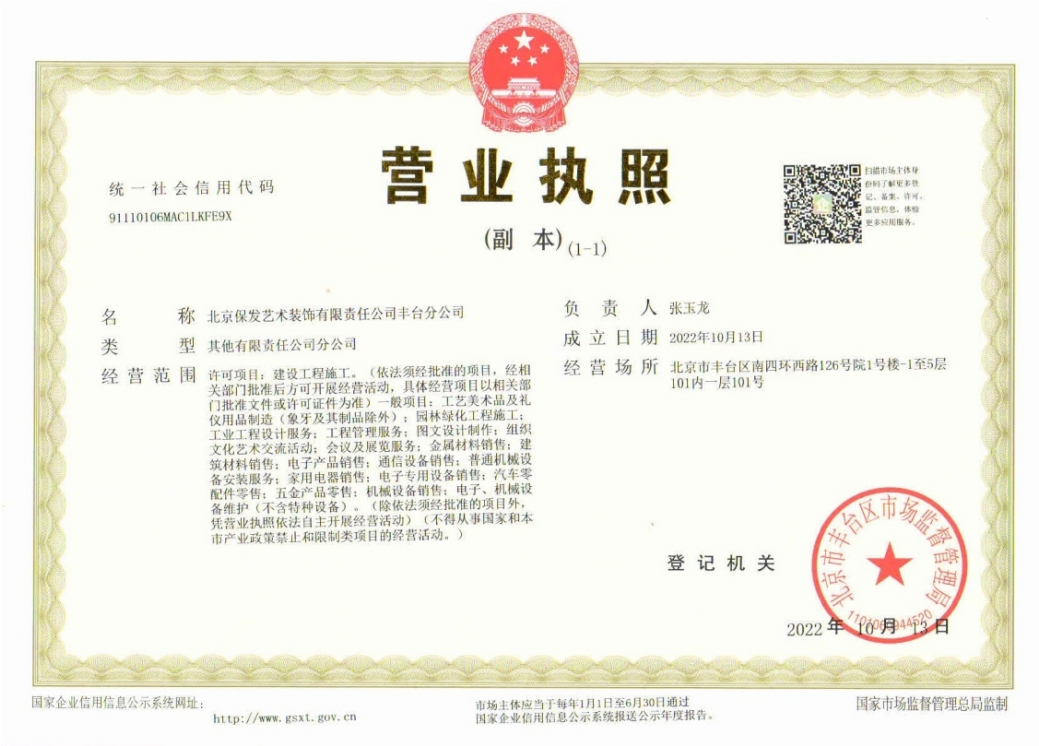 营业执照
(副 本)(1-1)
统一社会信用代码
91110106MAC1LKFE9X
扫描市场主体身
份码了解更多登
记、备案、许可、
监管信息，体验
更多应用服务。
名 称 北京保发艺术装饰有限责任公司丰台分公司
类 型 其他有限责任公司分公司
经营范围 许可项目：建设工程施工。（依法须经批准的项目，经相
关部门批准后方可开展经营活动，具体经营项目以相关部
门批准文件或许可证件为准）一般项目：工艺美术品及礼
仪用品制造（象牙及其制品除外）；园林绿化工程施工；
工业工程设计服务；工程管理服务；图文设计制作；组织
文化艺术交流活动；会议及展览服务；金属材料销售；建
筑材料销售；电子产品销售；通信设备销售；普通机械设
备安装服务；家用电器销售；电子专用设备销售；汽车零
配件零售；五金产品零售；机械设备销售；电子、机械设
备维护（不含特种设备）。（除依法须经批准的项目外，
凭营业执照依法自主开展经营活动）（不得从事国家和本
市产业政策禁止和限制类项目的经营活动。）
负 责 人 张玉龙
成立日期 2022年10月13日
经营场所 北京市丰台区南四环西路126号院1号楼-1至5层
101内一层101号
登记机关
北京市丰台区市场监督管理局
2022年10月13日
国家企业信用信息公示系统网址：
http://www.gsxt.gov.cn
市场主体应当于每年1月1日至6月30日通过
国家企业信用信息公示系统报送公示年度报告。
国家市场监督管理总局监制